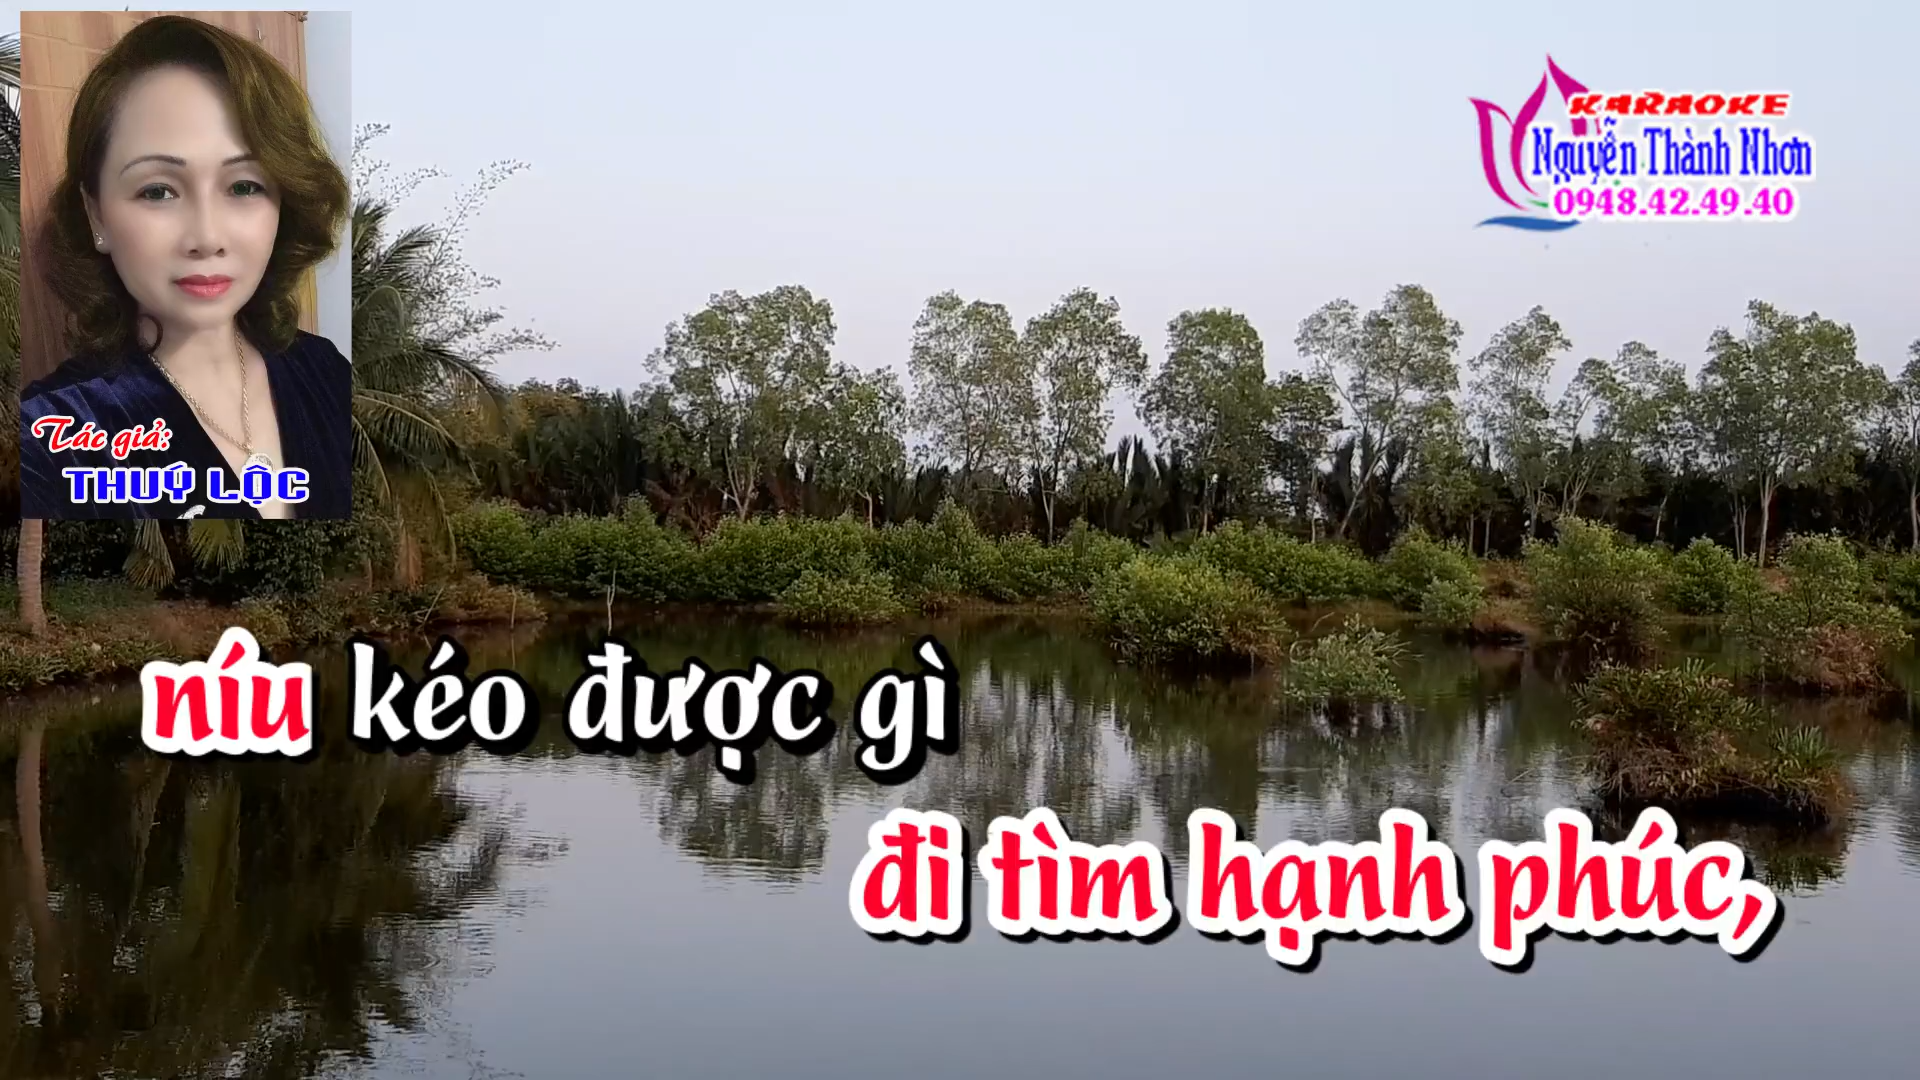 KARAOKE
Nguyễn Thành Nhơn
0948.42.49.40
Tác giả:
THUÝ LỘC
níu kéo được gì
đi tìm hạnh phúc,